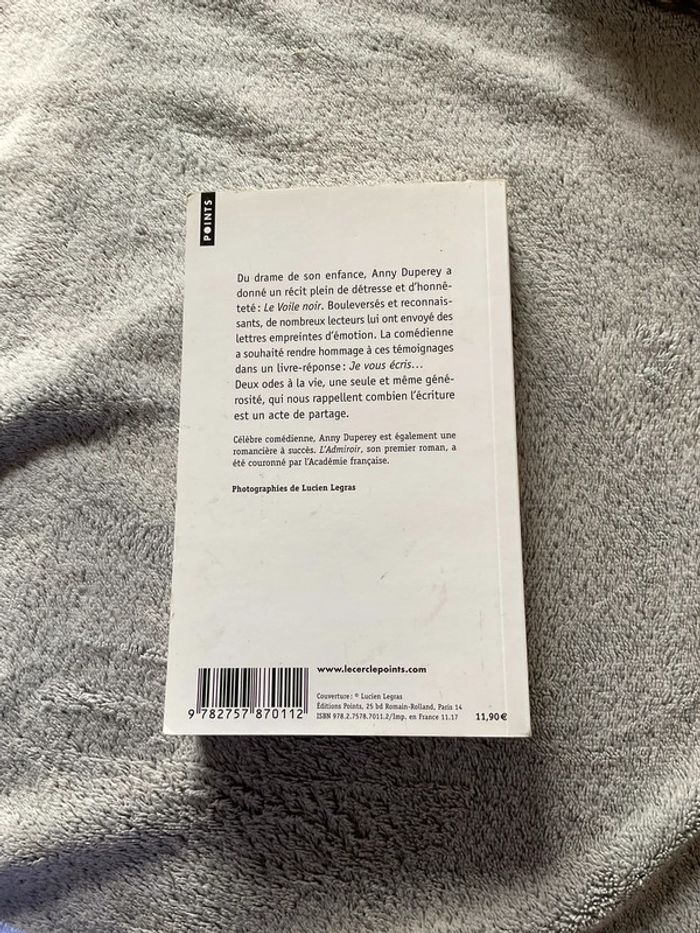 POINTS
Du drame de son enfance, Anny Duperey a
donné un récit plein de détresse et d'honnê-
teté : Le Voile noir. Bouleversés et reconnais-
sants, de nombreux lecteurs lui ont envoyé des
lettres empreintes d'émotion. La comédienne
a souhaité rendre hommage à ces témoignages
dans un livre-réponse : Je vous écris...
Deux odes à la vie, une seule et même géné-
rosité, qui nous rappellent combien l'écriture
est un acte de partage.
Célèbre comédienne, Anny Duperey est également une
romancière à succès. L'Admiroir, son premier roman, a
été couronné par l'Académie française.
Photographies de Lucien Legras
www.lecerclepoints.com
Couverture : © Lucien Legras
Éditions Points, 25 bd Romain-Rolland, Paris 14
ISBN 978.2.7578.7011.2/Imp. en France 11.17
11,90€
9 782757 870112